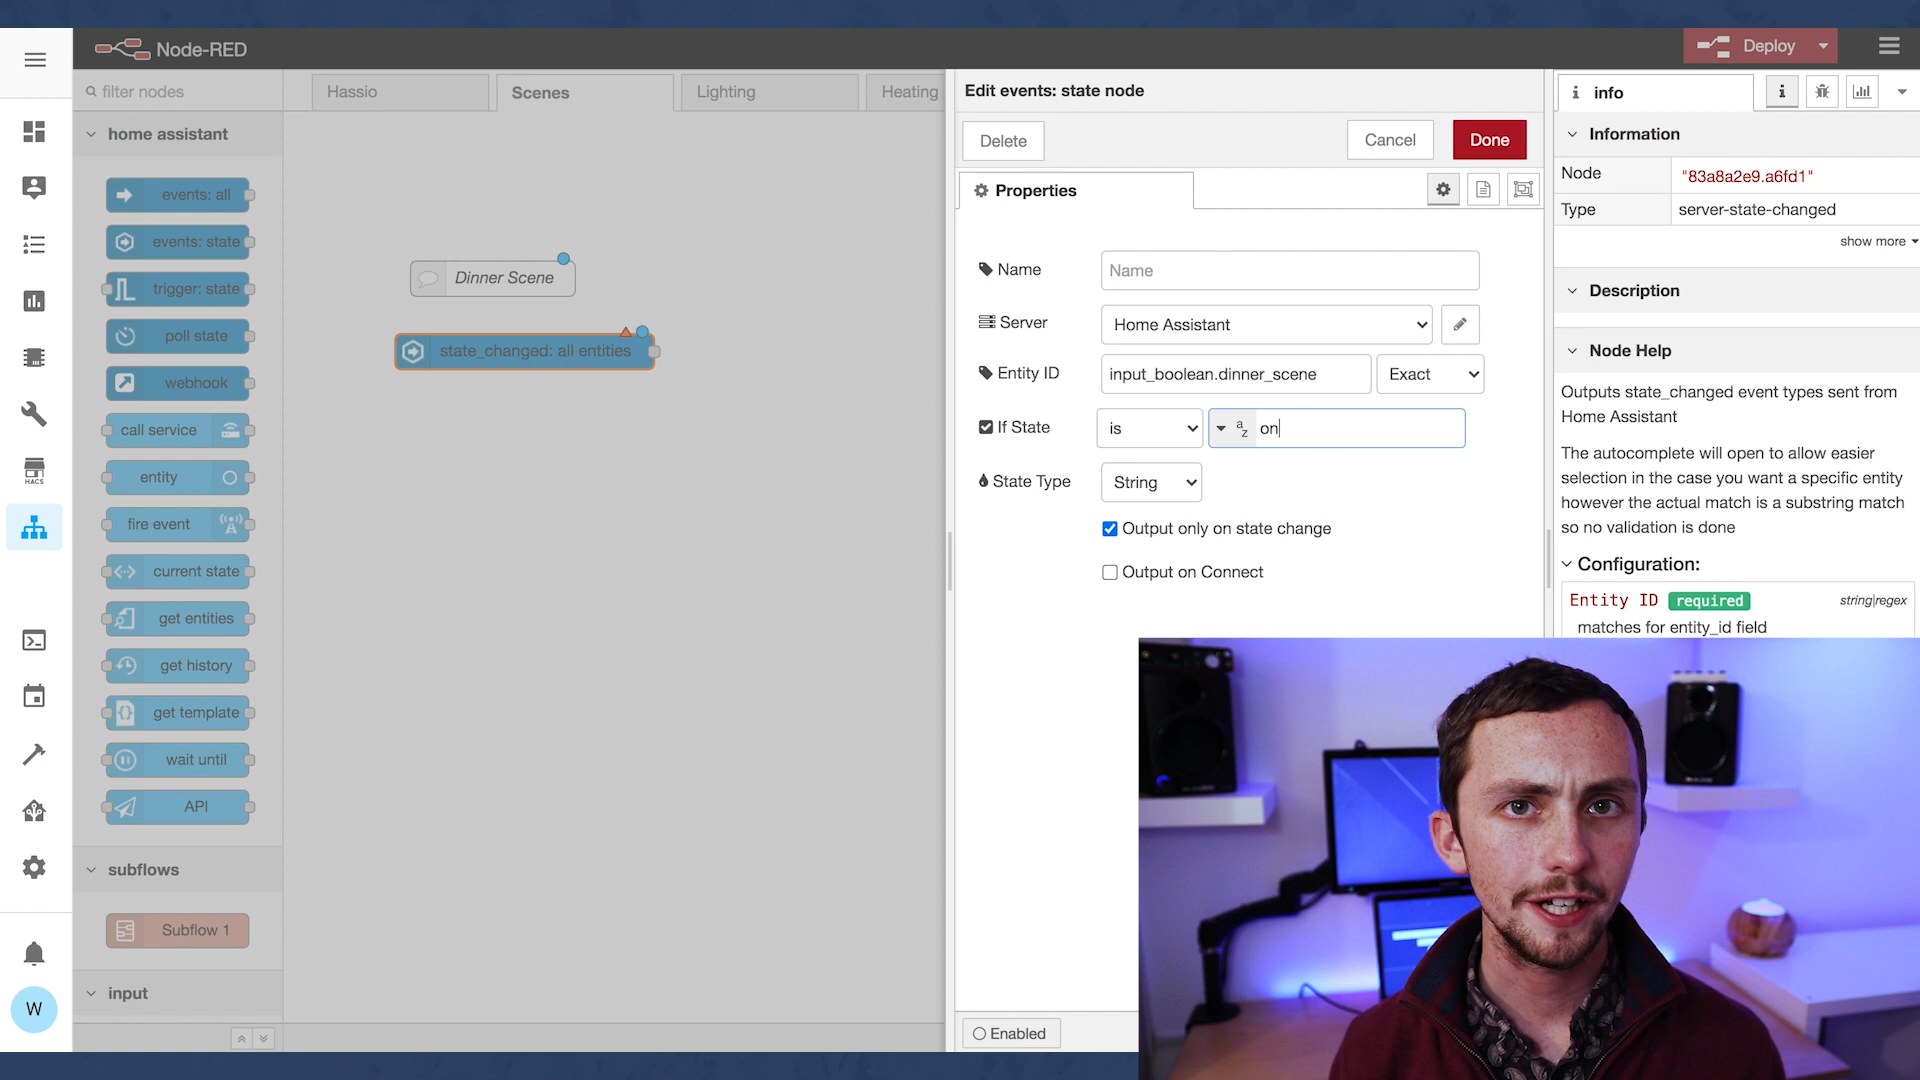 Node-RED
Deploy
filter nodes
Hassio
Scenes
Lighting
Heating
home assistant
events: all
events: state
trigger: state
poll state
webhook
call service
entity
fire event
current state
get entities
get history
get template
wait until
API
subflows
Subflow 1
input
HACS
W
Dinner Scene
state_changed: all entities
Edit events: state node
Delete
Cancel
Done
Properties
Name
Name
Server
Home Assistant
Entity ID
input_boolean.dinner_scene
Exact
If State
is
a
z
on
State Type
String
Output only on state change
Output on Connect
Enabled
i info
i
Information
Node
"83a8a2e9.a6fd1"
Type
server-state-changed
show more
Description
Node Help
Outputs state_changed event types sent from
Home Assistant
The autocomplete will open to allow easier
selection in the case you want a specific entity
however the actual match is a substring match
so no validation is done
Configuration:
Entity ID required
string|regex
matches for entity_id field